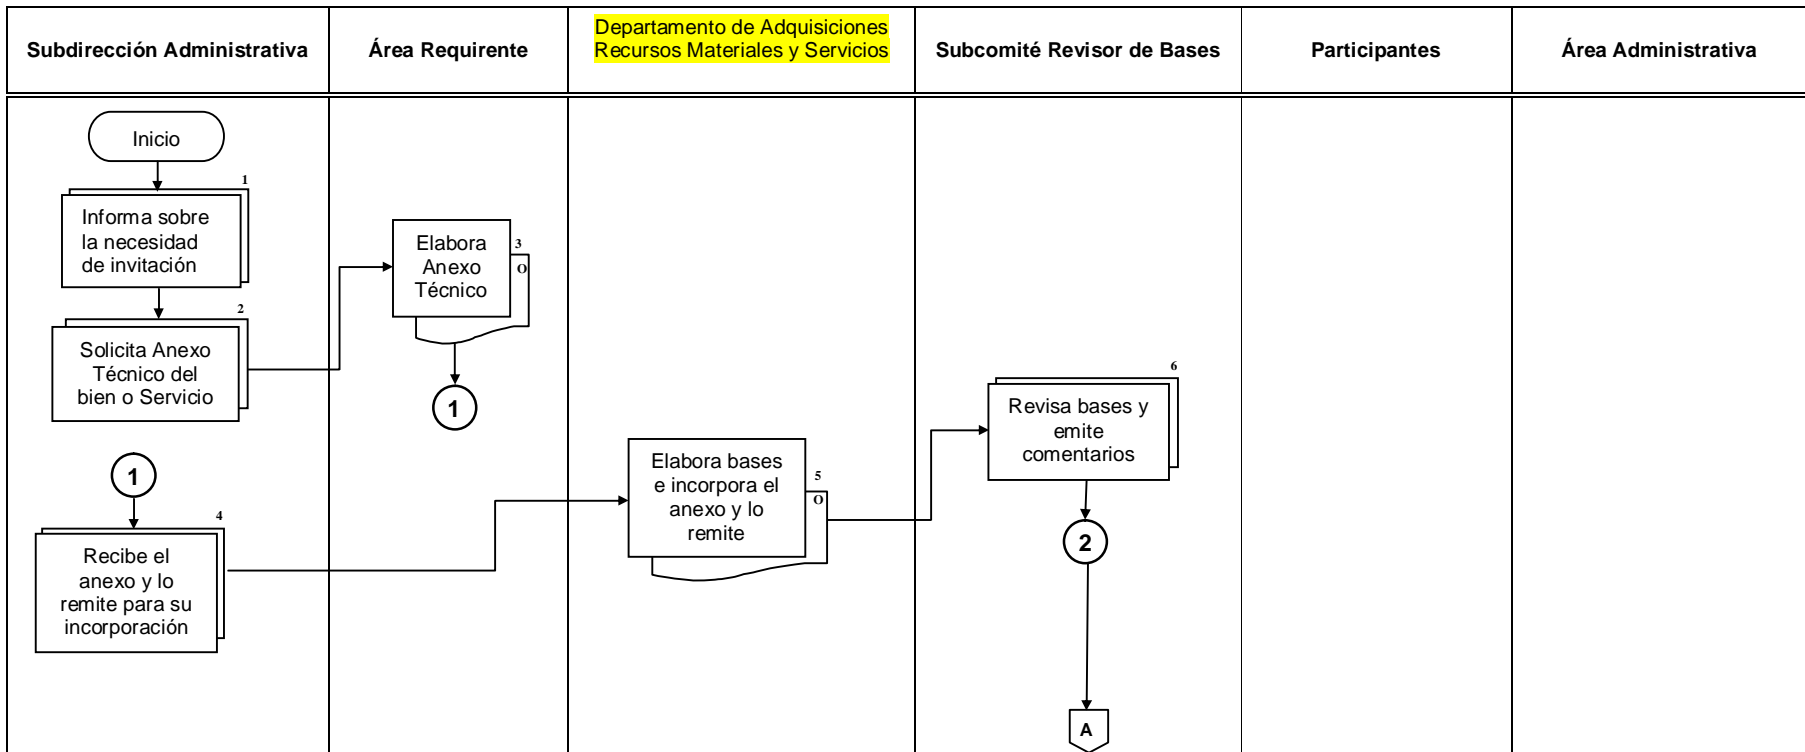 Subdirección Administrativa
Área Requirente
Departamento de Adquisiciones
Recursos Materiales y Servicios
Subcomité Revisor de Bases
Participantes
Área Administrativa
Inicio
1
Informa sobre
la necesidad
de invitación
2
Solicita Anexo
Técnico del
bien o Servicio
3
O
Elabora
Anexo
Técnico
1
1
4
Recibe el
anexo y lo
remite para su
incorporación
5
O
Elabora bases
e incorpora el
anexo y lo
remite
6
Revisa bases y
emite
comentarios
2
A